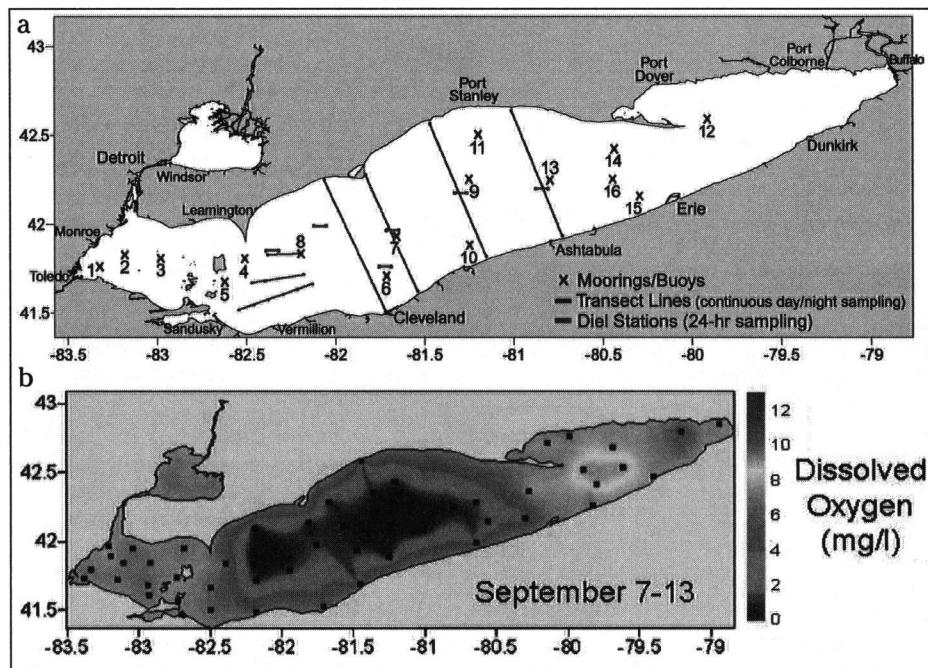 a
43
42.5
42
41.5
Port Dover
Port Colborne
Buffalo
Port Stanley
12
11
Dunkirk
Detroit
Windsor
14
13
9
16
15
Erie
Leamington
Monroe
8
7
10
Ashtabula
Toledo
1
2
3
4
5
6
× Moorings/Buoys
Transect Lines (continuous day/night sampling)
Diel Stations (24-hr sampling)
Sandusky
Vermillion
Cleveland
-83.5 -83 -82.5 -82 -81.5 -81 -80.5 -80 -79.5 -79
b
43
42.5
42
41.5
12
10
8
6
4
2
0
Dissolved
Oxygen
(mg/l)
September 7-13
-83.5 -83 -82.5 -82 -81.5 -81 -80.5 -80 -79.5 -79